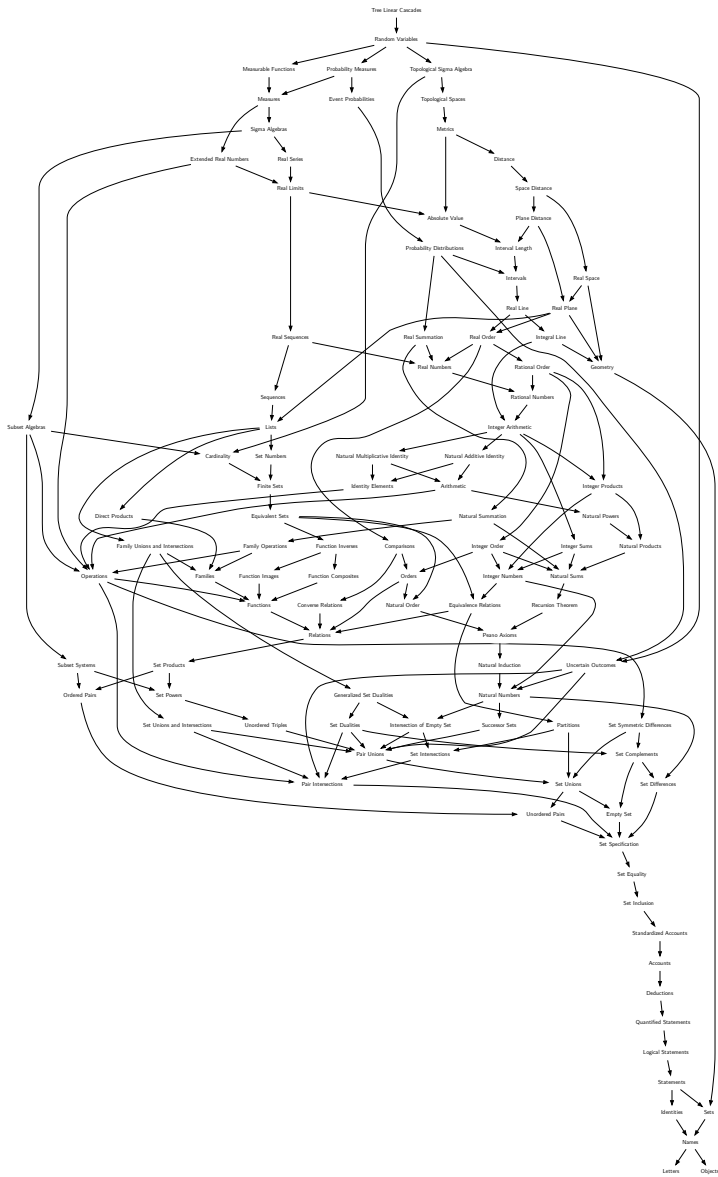 Tree Linear Cascades
Random Variables
Measurable Functions Probability Measures Topological Sigma Algebra
Measures Event Probabilities Topological Spaces
Sigma Algebras Metrics
Extended Real Numbers Real Series Distance
Real Limits Space Distance
Absolute Value Plane Distance
Probability Distributions Interval Length
Intervals Real Space
Real Line Real Plane
Real Sequences Real Summation Real Order Integral Line
Real Numbers Rational Order Geometry
Sequences Rational Numbers
Subset Algebras Lists Integer Arithmetic
Cardinality Set Numbers Natural Multiplicative Identity Natural Additive Identity
Finite Sets Identity Elements Arithmetic Integer Products
Direct Products Equivalent Sets Natural Summation Natural Powers
Family Unions and Intersections Family Operations Function Inverses Comparisons Integer Order Integer Sums Natural Products
Operations Families Function Images Function Composites Orders Integer Numbers Natural Sums
Functions Converse Relations Natural Order Equivalence Relations Recursion Theorem
Relations Peano Axioms
Subset Systems Set Products Natural Induction Uncertain Outcomes
Ordered Pairs Set Powers Generalized Set Dualities Natural Numbers
Set Unions and Intersections Unordered Triples Set Dualities Intersection of Empty Set Successor Sets Partitions Set Symmetric Differences
Pair Unions Set Intersections Set Complements
Pair Intersections Set Unions Set Differences
Unordered Pairs Empty Set
Set Specification
Set Equality
Set Inclusion
Standardized Accounts
Accounts
Deductions
Quantified Statements
Logical Statements
Statements
Identities Sets
Names
Letters Objects